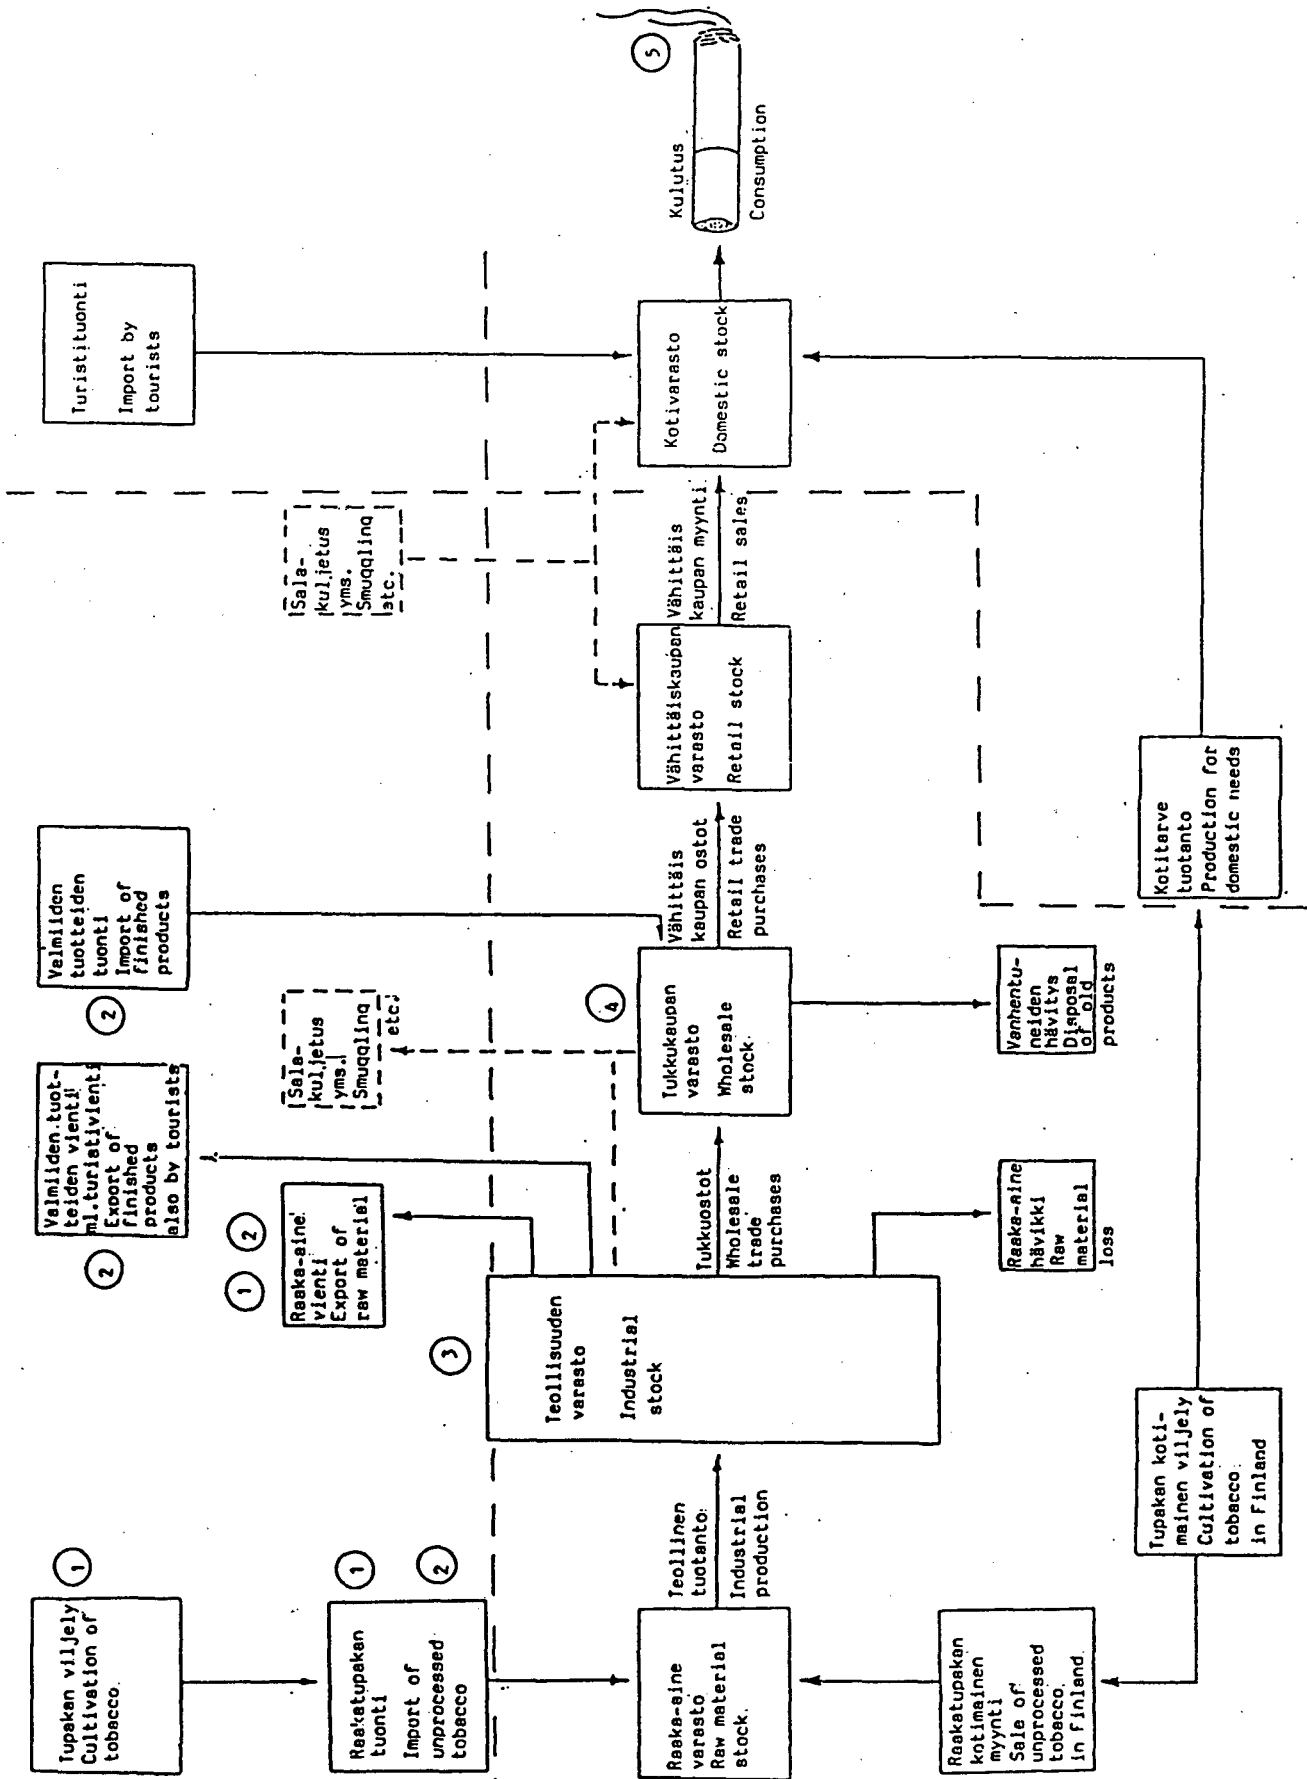 Tupakan viljely
Cultivation of
tobacco.
1
Raakatupakan
tuonti
Import of
unprocessed
tobacco
1
2
Raaka-aine
varasto
Raw material
stock.
Raakatupakan
kotimainen
myynti
Sale of
unprocessed
tobacco.
in Finland.
Teollinen
tuotanto:
Industrial
production
Tupakan koti-
mainen viljely
Cultivation of
tobacco.
in Finland
3
Teollisuuden
varasto
Industrial
stock
1
2
Raaka-aine
vienti
Export of
raw material
2
Valmiiden.tuot-
teiden vienti
ml.turistivienti
Export of
finished
products
also by tourists
Sala-
kuljetus
yms.
Smuggling
etc.
Tukkuostot
Wholesale
trade
purchases
Raaka-aine
hävikki
Raw
material
loss
2
Valmiiden
tuotteiden
tuonti
Import of
finished
products
4
Tukkukaupan
varasto
Wholesale
stock.
Vanhentu-
neiden
hävitys
Disposal
of old
products
Vähittäis
kaupan ostot
Retail trade
purchases
Kotitarve
tuotanto
Production for
domestic needs
Vähittäiskaupan
varasto
Retail stock
Sala-
kuljetus
yms.
Smuggling
etc.
Vähittäis
kaupan myynti
Retail sales
Turistituonti
Import by
tourists
Kotivarasto
Domestic stock
Kulutus
Consumption
5